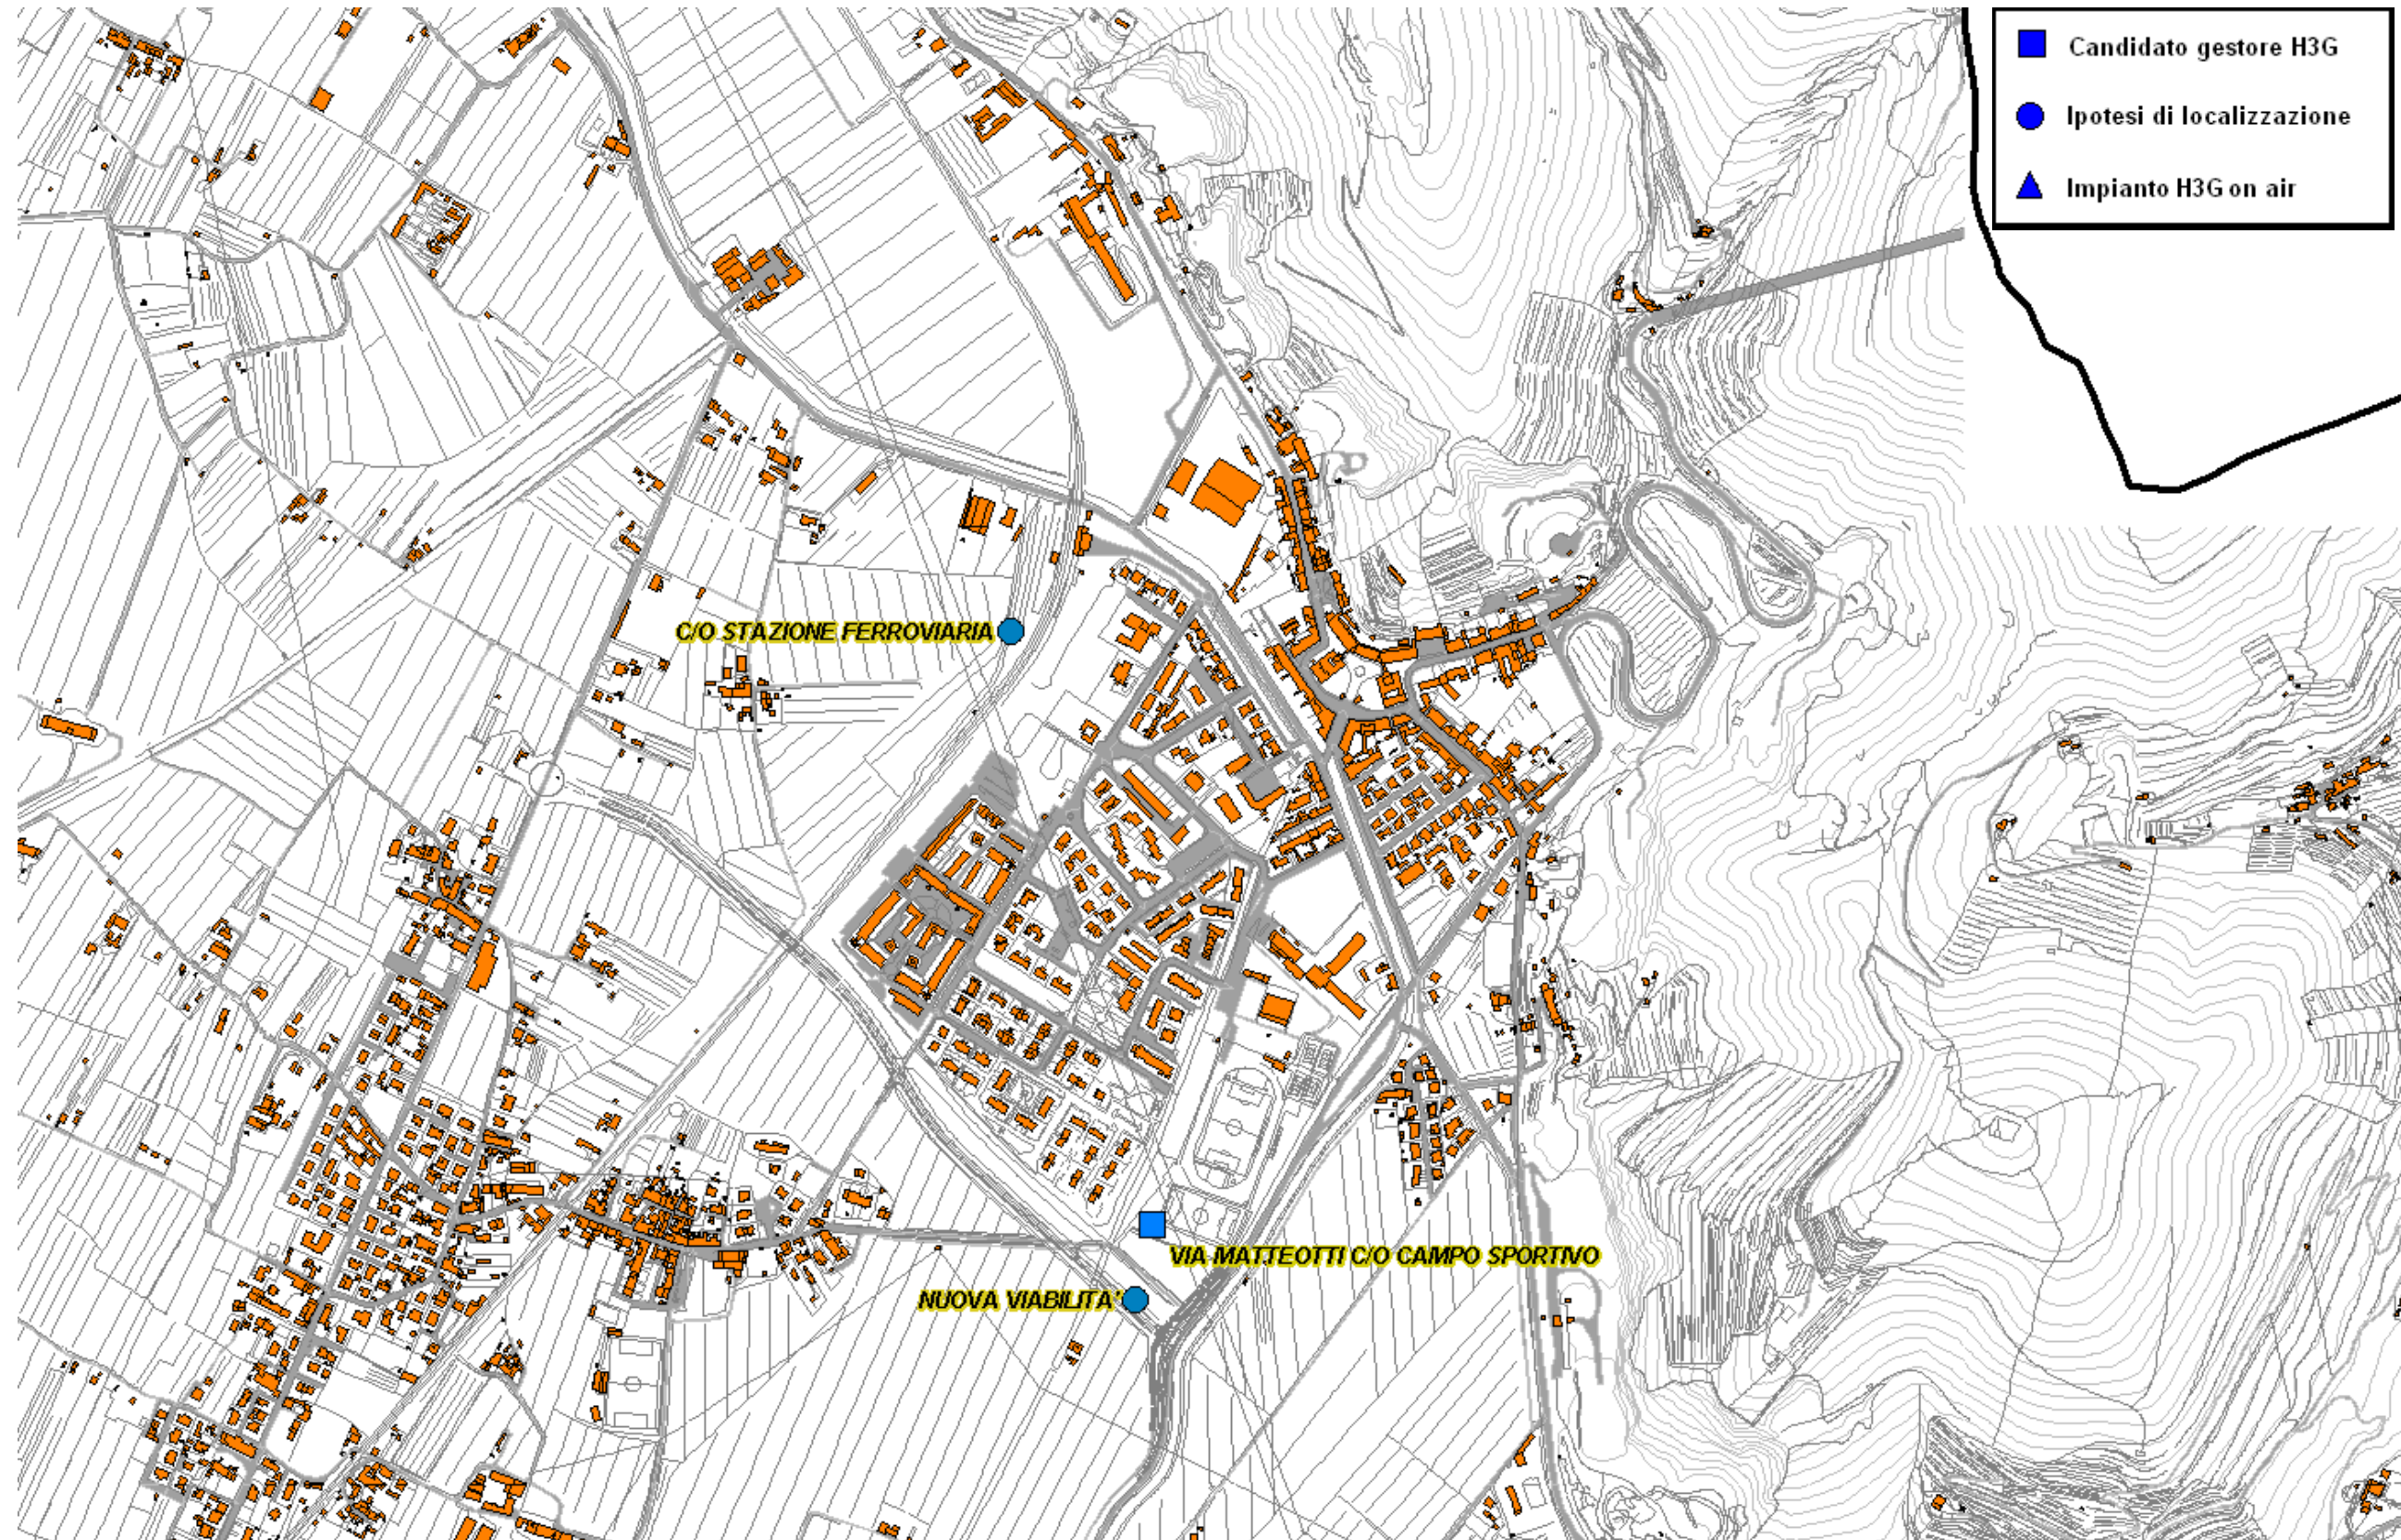 Candidato gestore H3G
Ipotesi di localizzazione
Impianto H3G on air
C/O STAZIONE FERROVIARIA
VIA MATTEOTTI C/O CAMPO SPORTIVO
NUOVA VIABILITA'